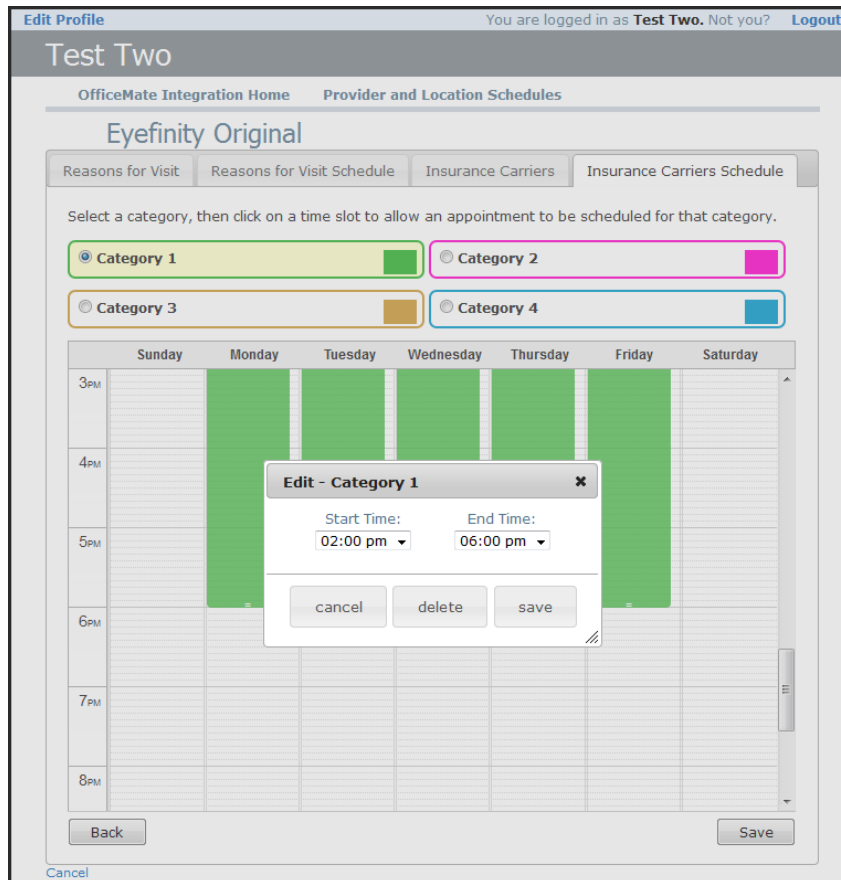 Edit Profile You are logged in as Test Two. Not you? Logout
Test Two
OfficeMate Integration Home Provider and Location Schedules
Eyefinity Original
Reasons for Visit Reasons for Visit Schedule Insurance Carriers Insurance Carriers Schedule
Select a category, then click on a time slot to allow an appointment to be scheduled for that category.
Category 1 Category 2
Category 3 Category 4
Sunday Monday Tuesday Wednesday Thursday Friday Saturday
3PM
4PM
Edit - Category 1
Start Time: End Time:
5PM 02:00 pm 06:00 pm
cancel delete save
6PM
7PM
8PM
Back Save
Cancel